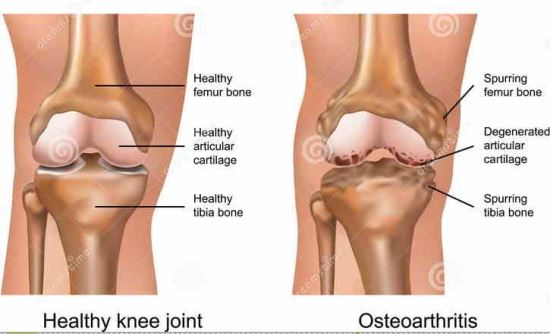 Healthy
femur bone
Healthy
articular
cartilage
Healthy
tibia bone
Healthy knee joint
Spurring
femur bone
Degenerated
articular
cartilage
Spurring
tibia bone
Osteoarthritis